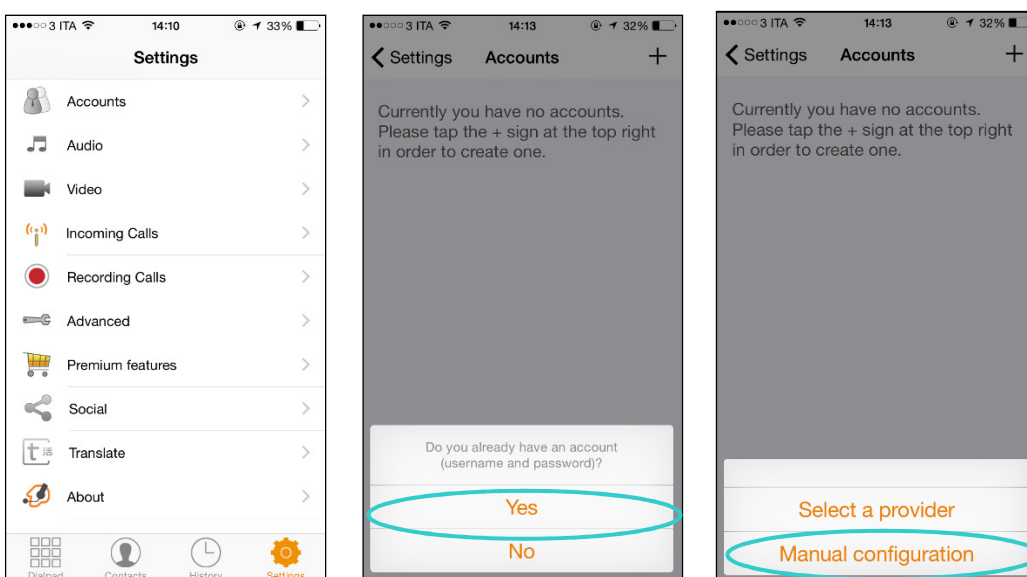 3 ITA 14:10 33%
Settings
Accounts
Audio
Video
Incoming Calls
Recording Calls
Advanced
Premium features
Social
t 活
Translate
About
Dialpad Contacts History Settings
3 ITA 14:13 32%
Settings Accounts +
Currently you have no accounts.
Please tap the + sign at the top right
in order to create one.
Do you already have an account
(username and password)?
Yes
No
3 ITA 14:13 32%
Settings Accounts +
Currently you have no accounts.
Please tap the + sign at the top right
in order to create one.
Select a provider
Manual configuration